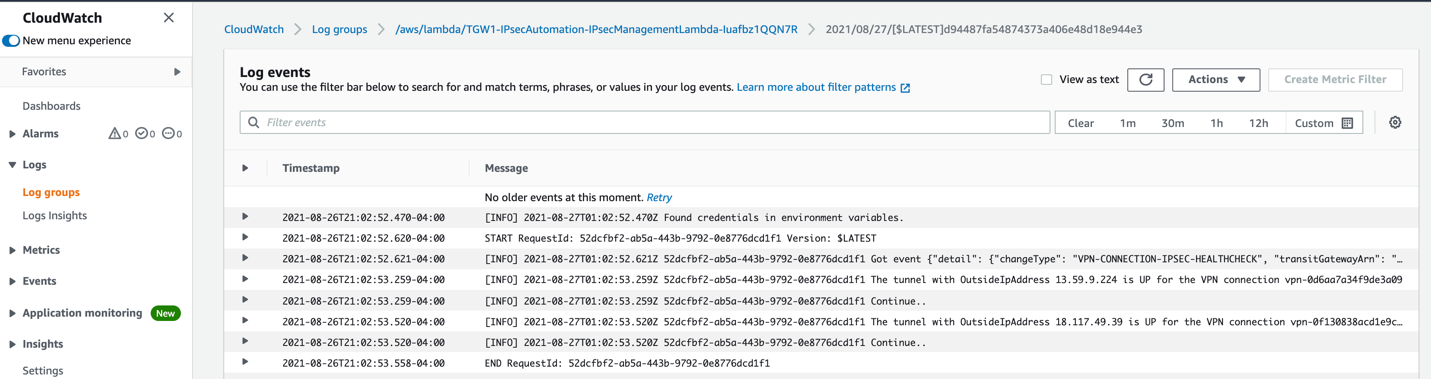 CloudWatch
New menu experience
Favorites
Dashboards
Alarms 0 0 0
Logs
Log groups
Logs Insights
Metrics
Events
Application monitoring New
Insights
Settings
CloudWatch Log groups /aws/lambda/TGW1-IPsecAutomation-IPsecManagementLambda-Iuafbz1QQN7R 2021/08/27/[$LATEST]d94487fa54874373a406e48d18e944e3
Log events
You can use the filter bar below to search for and match terms, phrases, or values in your log events. Learn more about filter patterns
View as text Actions Create Metric Filter
Filter events Clear 1m 30m 1h 12h Custom
Timestamp Message
No older events at this moment. Retry
2021-08-26T21:02:52.470-04:00 [INFO] 2021-08-27T01:02:52.470Z Found credentials in environment variables.
2021-08-26T21:02:52.620-04:00 START RequestId: 52dcfbf2-ab5a-443b-9792-0e8776dcd1f1 Version: $LATEST
2021-08-26T21:02:52.621-04:00 [INFO] 2021-08-27T01:02:52.621Z 52dcfbf2-ab5a-443b-9792-0e8776dcd1f1 Got event {"detail": {"changeType": "VPN-CONNECTION-IPSEC-HEALTHCHECK", "transitGatewayArn": "…
2021-08-26T21:02:53.259-04:00 [INFO] 2021-08-27T01:02:53.259Z 52dcfbf2-ab5a-443b-9792-0e8776dcd1f1 The tunnel with OutsideIpAddress 13.59.9.224 is UP for the VPN connection vpn-0d6aa7a34f9de3a09
2021-08-26T21:02:53.259-04:00 [INFO] 2021-08-27T01:02:53.259Z 52dcfbf2-ab5a-443b-9792-0e8776dcd1f1 Continue..
2021-08-26T21:02:53.520-04:00 [INFO] 2021-08-27T01:02:53.520Z 52dcfbf2-ab5a-443b-9792-0e8776dcd1f1 The tunnel with OutsideIpAddress 18.117.49.39 is UP for the VPN connection vpn-0f130838acd1e9c…
2021-08-26T21:02:53.520-04:00 [INFO] 2021-08-27T01:02:53.520Z 52dcfbf2-ab5a-443b-9792-0e8776dcd1f1 Continue..
2021-08-26T21:02:53.558-04:00 END RequestId: 52dcfbf2-ab5a-443b-9792-0e8776dcd1f1